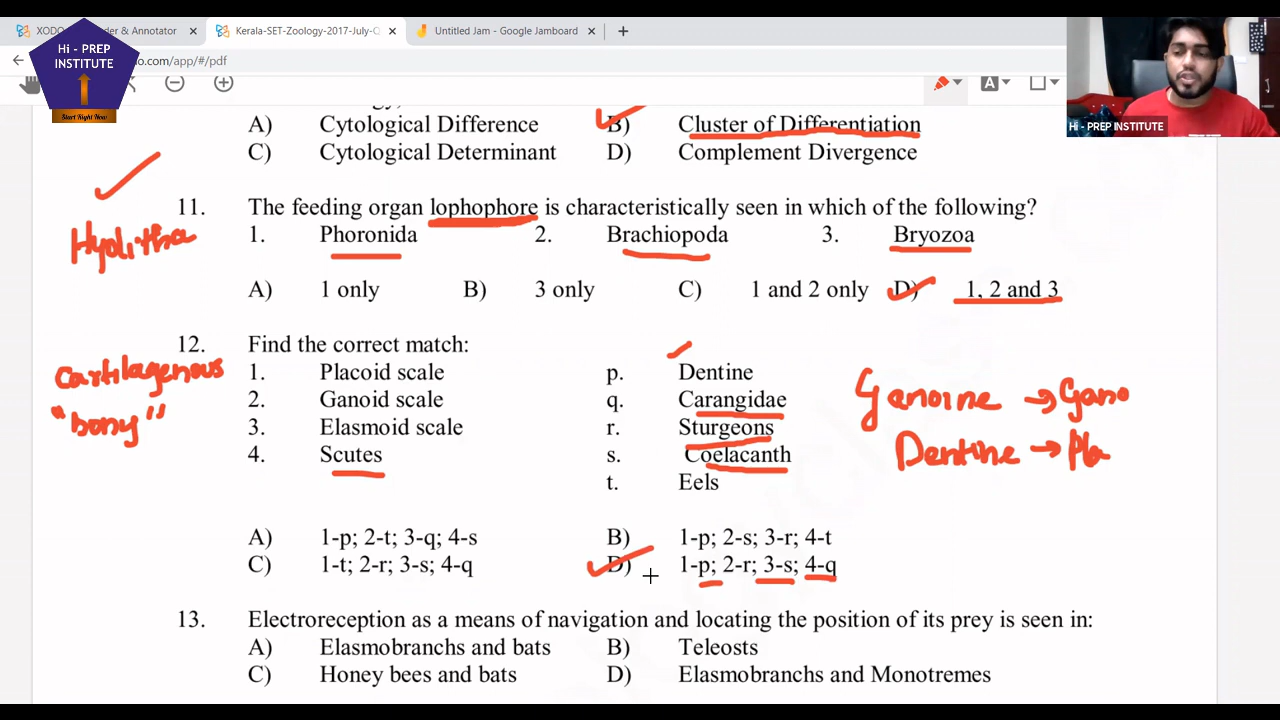 Kerala-SET-Zoology-2017-July-Q
Untitled Jam - Google Jamboard
& Annotator
Hi - PREP
INSTITUTE
Start Right Now
.com/app/#/pdf
Hi - PREP INSTITUTE
A) Cytological Difference B) Cluster of Differentiation
C) Cytological Determinant D) Complement Divergence
11. The feeding organ lophophore is characteristically seen in which of the following?
1. Phoronida 2. Brachiopoda 3. Bryozoa
Hyolitha
A) 1 only B) 3 only C) 1 and 2 only D) 1, 2 and 3
12. Find the correct match:
1. Placoid scale p. Dentine
2. Ganoid scale q. Carangidae
3. Elasmoid scale r. Sturgeons
4. Scutes s. Coelacanth
t. Eels
Cartilagenous
"bony"
Ganoine → Gano
Dentine → Pla
A) 1-p; 2-t; 3-q; 4-s B) 1-p; 2-s; 3-r; 4-t
C) 1-t; 2-r; 3-s; 4-q D) 1-p; 2-r; 3-s; 4-q
13. Electroreception as a means of navigation and locating the position of its prey is seen in:
A) Elasmobranchs and bats B) Teleosts
C) Honey bees and bats D) Elasmobranchs and Monotremes